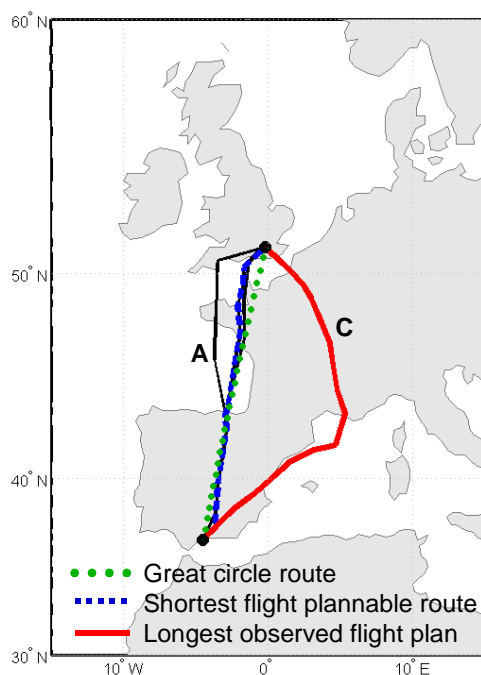 60° N
50° N
C
A
40° N
Great circle route
Shortest flight plannable route
Longest observed flight plan
30° N
10° W
0°
10° E